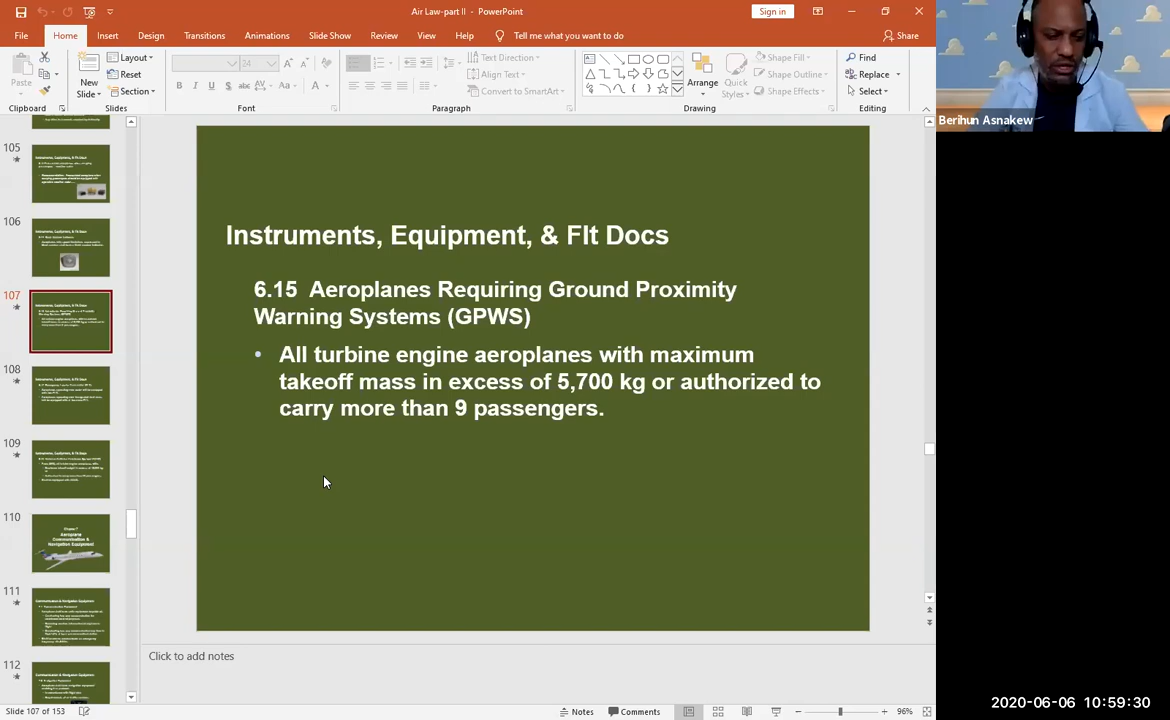 Air Law-part II - PowerPoint
Sign in
File Home Insert Design Transitions Animations Slide Show Review View Help Tell me what you want to do Share
Paste
New Slide
Layout
Reset
Section
24
B I U S abc AV Aa A
Text Direction
Align Text
Convert to SmartArt
Arrange
Quick Styles
Shape Fill
Shape Outline
Shape Effects
Find
Replace
Select
Clipboard Slides Font Paragraph Drawing Editing
Berihun Asnakew
105
106
107
108
109
110
111
112
Instruments, Equipment, & Flt Docs
6.15 Aeroplanes Requiring Ground Proximity
Warning Systems (GPWS)
• All turbine engine aeroplanes with maximum
takeoff mass in excess of 5,700 kg or authorized to
carry more than 9 passengers.
Click to add notes
Slide 107 of 153
Notes
Comments
96%
2020-06-06 10:59:30